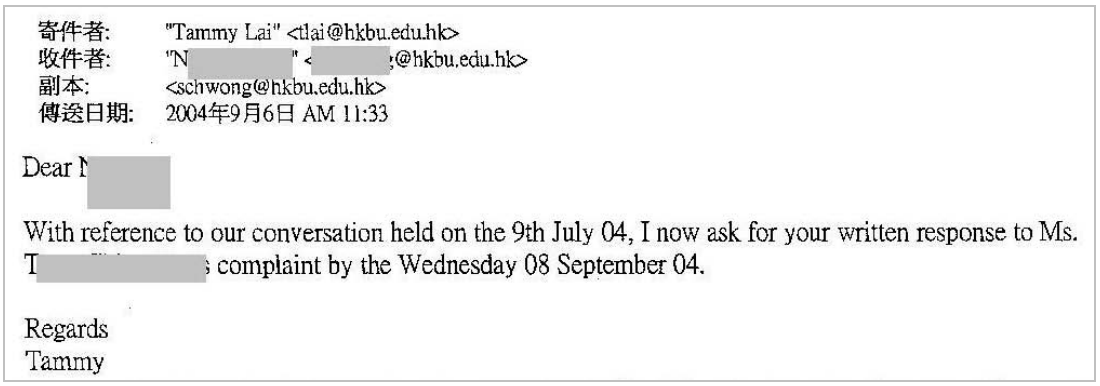 寄件者: "Tammy Lai" <tlai@hkbu.edu.hk>
收件者: "N " < @hkbu.edu.hk>
副本: <schwong@hkbu.edu.hk>
傳送日期: 2004年9月6日 AM 11:33
Dear
With reference to our conversation held on the 9th July 04, I now ask for your written response to Ms.
T s complaint by the Wednesday 08 September 04.
Regards
Tammy